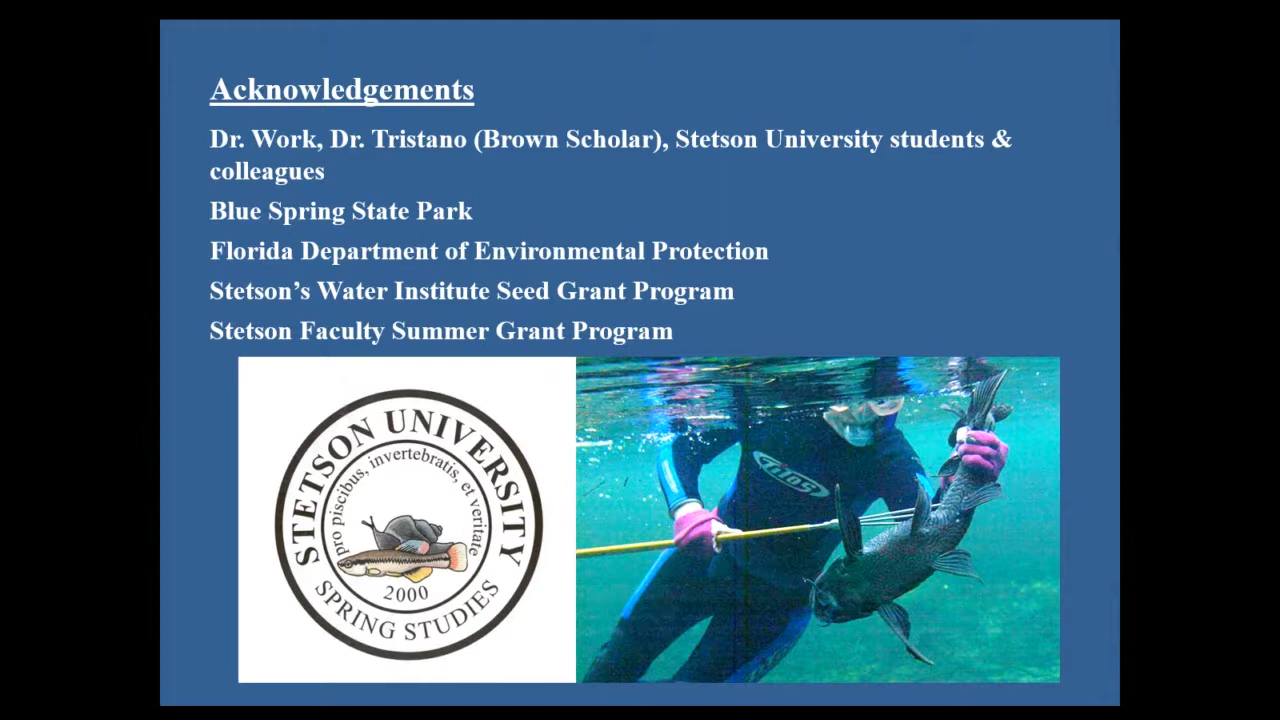 Acknowledgements
Dr. Work, Dr. Tristano (Brown Scholar), Stetson University students &
colleagues
Blue Spring State Park
Florida Department of Environmental Protection
Stetson’s Water Institute Seed Grant Program
Stetson Faculty Summer Grant Program
STETSON UNIVERSITY
pro piscibus, invertebratis, et veritate
2000
SPRING STUDIES
Tilos